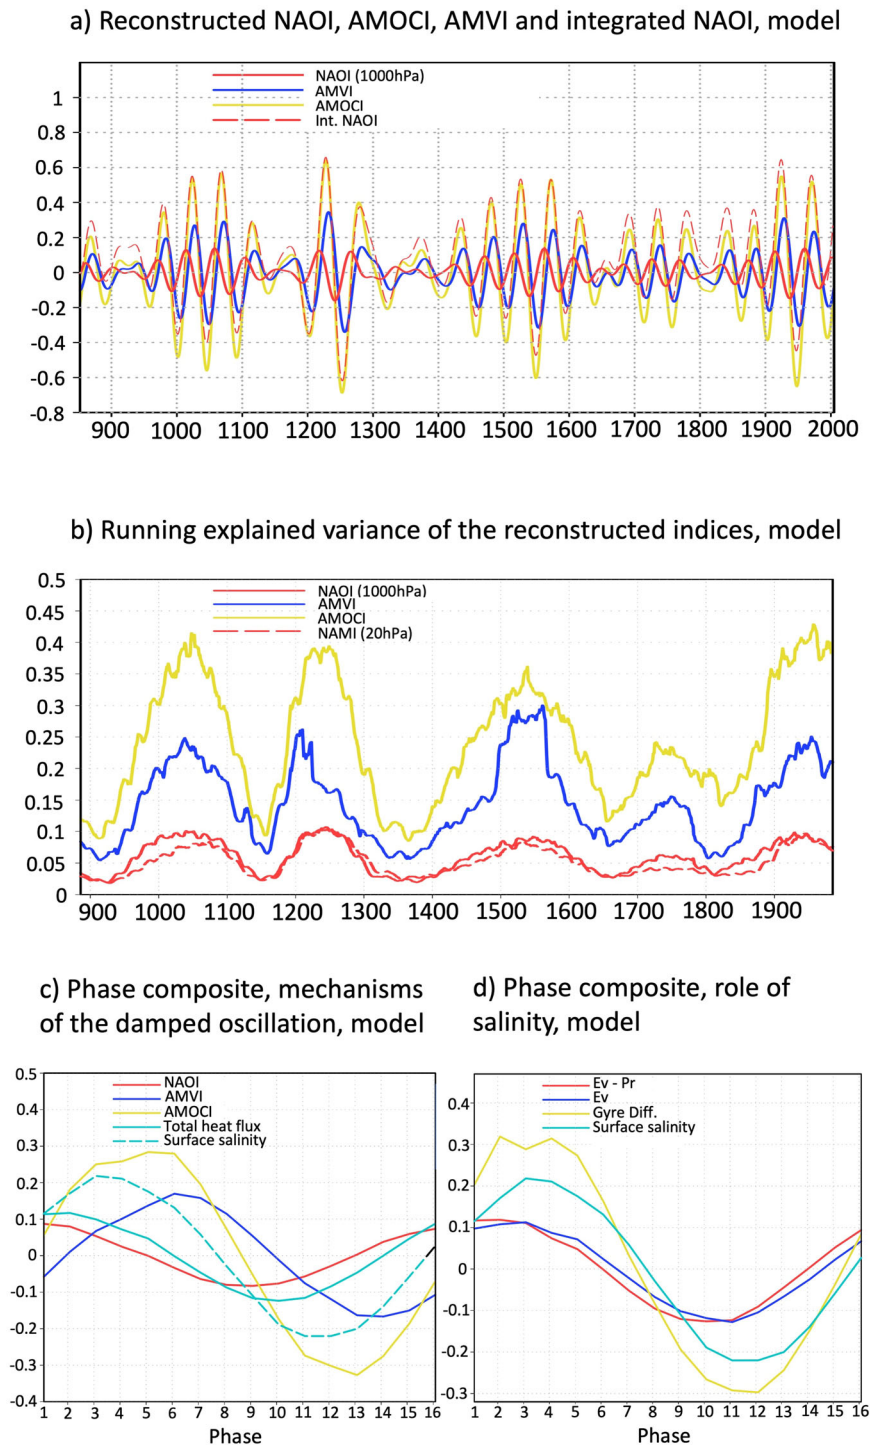 a) Reconstructed NAOI, AMOCI, AMVI and integrated NAOI, model
NAOI (1000hPa)
AMVI
AMOCI
Int. NAOI
1
0.8
0.6
0.4
0.2
0
-0.2
-0.4
-0.6
-0.8
900 1000 1100 1200 1300 1400 1500 1600 1700 1800 1900 2000
b) Running explained variance of the reconstructed indices, model
NAOI (1000hPa)
AMVI
AMOCI
NAMI (20hPa)
0.5
0.45
0.4
0.35
0.3
0.25
0.2
0.15
0.1
0.05
0
900 1000 1100 1200 1300 1400 1500 1600 1700 1800 1900
c) Phase composite, mechanisms
of the damped oscillation, model
NAOI
AMVI
AMOCI
Total heat flux
Surface salinity
0.5
0.4
0.3
0.2
0.1
0
-0.1
-0.2
-0.3
-0.4
1 2 3 4 5 6 7 8 9 10 11 12 13 14 15 16
Phase
d) Phase composite, role of
salinity, model
Ev - Pr
Ev
Gyre Diff.
Surface salinity
0.4
0.3
0.2
0.1
0
-0.1
-0.2
-0.3
1 2 3 4 5 6 7 8 9 10 11 12 13 14 15 16
Phase